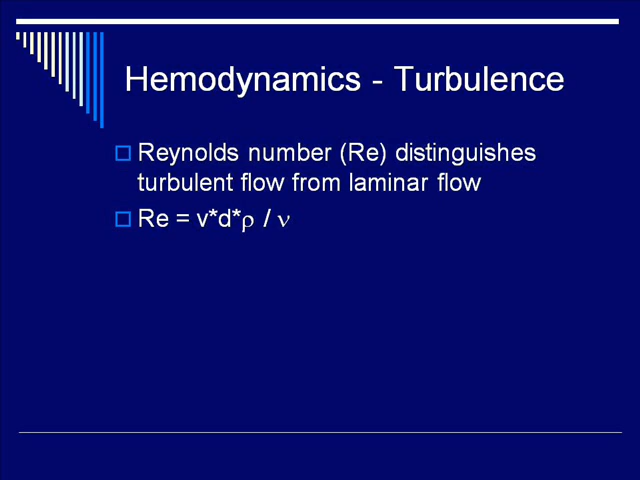 Hemodynamics - Turbulence
Reynolds number (Re) distinguishes
turbulent flow from laminar flow
Re = v*d*ρ / ν